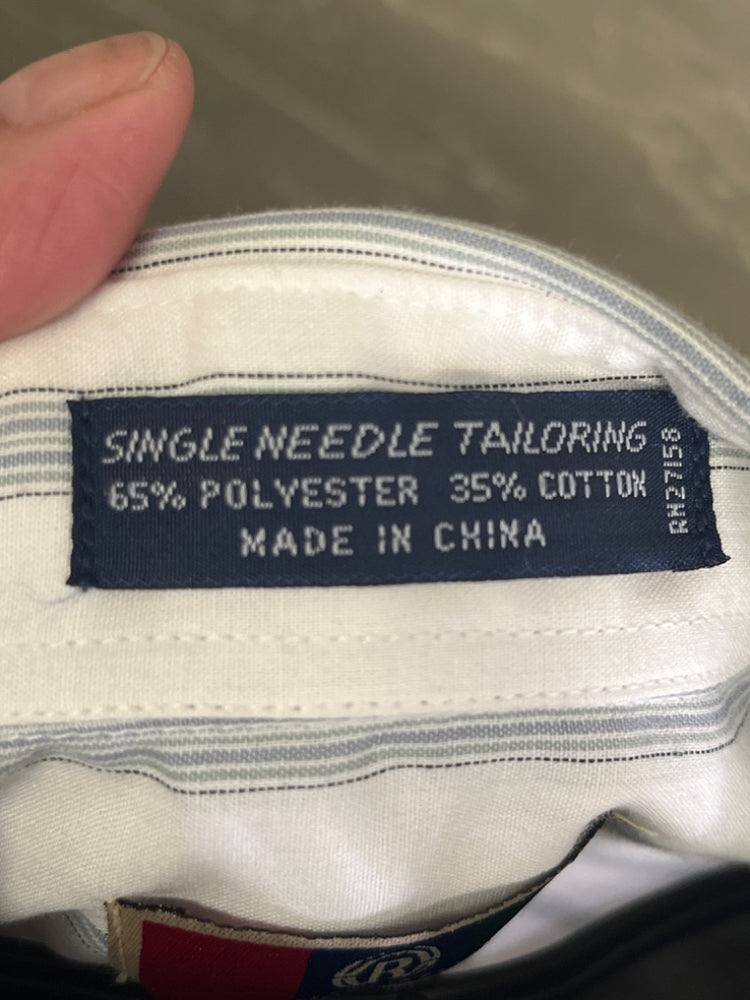 SINGLE NEEDLE TAILORING
65% POLYESTER 35% COTTON
MADE IN CHINA
RN27158
R